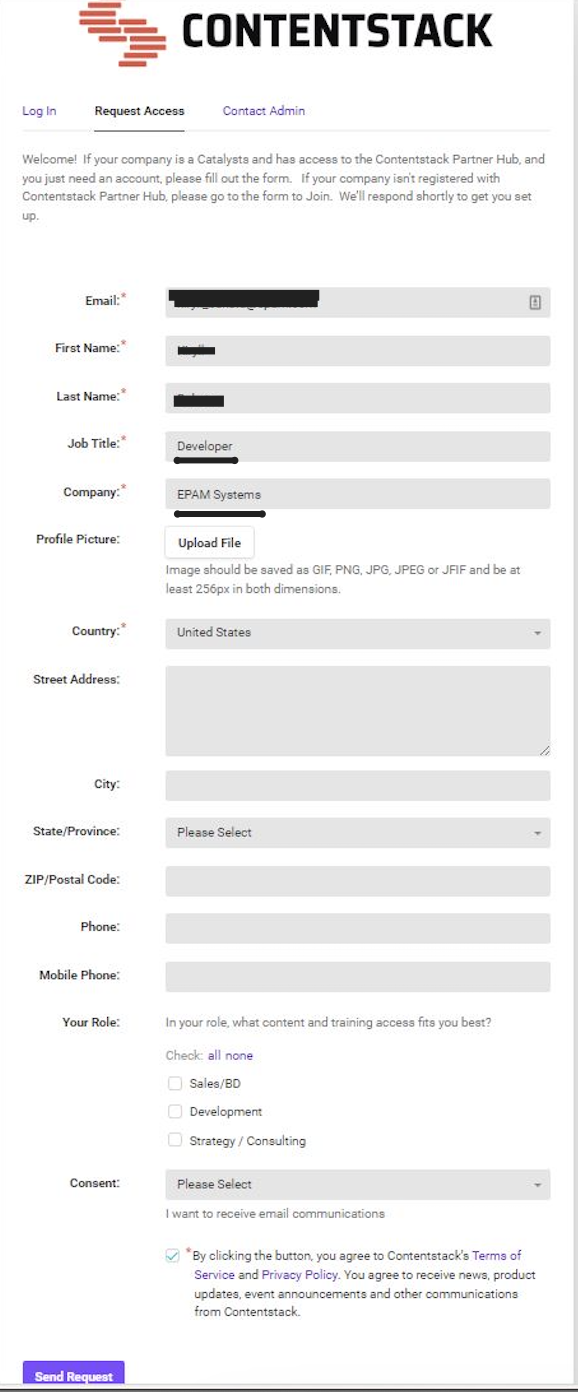 CONTENTSTACK
Log In Request Access Contact Admin
Welcome! If your company is a Catalysts and has access to the Contentstack Partner Hub, and
you just need an account, please fill out the form. If your company isn't registered with
Contentstack Partner Hub, please go to the form to Join. We'll respond shortly to get you set
up.
Email:*
First Name:*
Last Name:*
Job Title:* Developer
Company:* EPAM Systems
Profile Picture: Upload File
Image should be saved as GIF, PNG, JPG, JPEG or JFIF and be at
least 256px in both dimensions.
Country:* United States
Street Address:
City:
State/Province: Please Select
ZIP/Postal Code:
Phone:
Mobile Phone:
Your Role: In your role, what content and training access fits you best?
Check: all none
Sales/BD
Development
Strategy / Consulting
Consent: Please Select
I want to receive email communications
*By clicking the button, you agree to Contentstack's Terms of
Service and Privacy Policy. You agree to receive news, product
updates, event announcements and other communications
from Contentstack.
Send Request